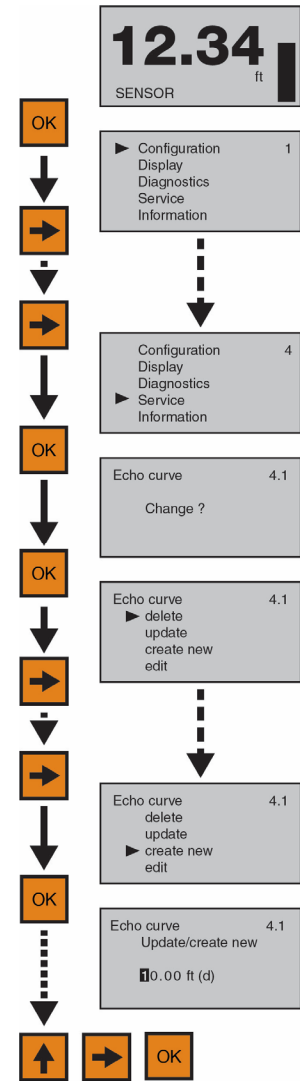 12.34
ft
SENSOR
OK
Configuration 1
Display
Diagnostics
Service
Information
Configuration 4
Display
Diagnostics
Service
Information
OK
Echo curve 4.1
Change ?
OK
Echo curve 4.1
delete
update
create new
edit
Echo curve 4.1
delete
update
create new
edit
OK
Echo curve 4.1
Update/create new
10.00 ft (d)
OK